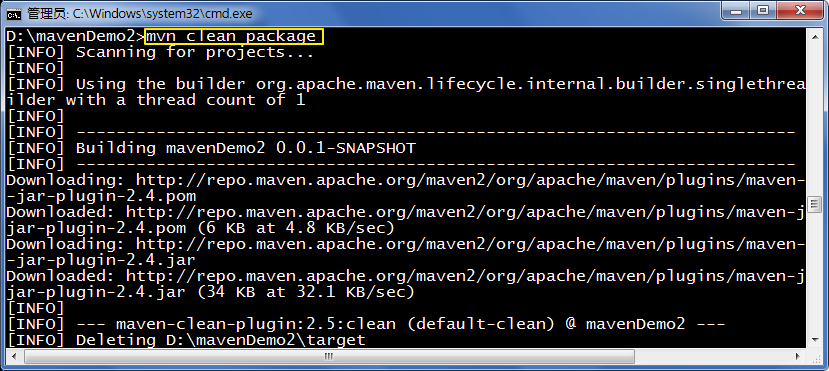 管理员: C:\Windows\system32\cmd.exe
D:\mavenDemo2>mvn clean package
[INFO] Scanning for projects...
[INFO]
[INFO] Using the builder org.apache.maven.lifecycle.internal.builder.singlethrea
ilder with a thread count of 1
[INFO]
[INFO] ------------------------------------------------------------------------
[INFO] Building mavenDemo2 0.0.1-SNAPSHOT
[INFO] ------------------------------------------------------------------------
Downloading: http://repo.maven.apache.org/maven2/org/apache/maven/plugins/maven-
-jar-plugin-2.4.pom
Downloaded: http://repo.maven.apache.org/maven2/org/apache/maven/plugins/maven-j
jar-plugin-2.4.pom (6 KB at 4.8 KB/sec)
Downloading: http://repo.maven.apache.org/maven2/org/apache/maven/plugins/maven-
-jar-plugin-2.4.jar
Downloaded: http://repo.maven.apache.org/maven2/org/apache/maven/plugins/maven-j
jar-plugin-2.4.jar (34 KB at 32.1 KB/sec)
[INFO]
[INFO] --- maven-clean-plugin:2.5:clean (default-clean) @ mavenDemo2 ---
[INFO] Deleting D:\mavenDemo2\target